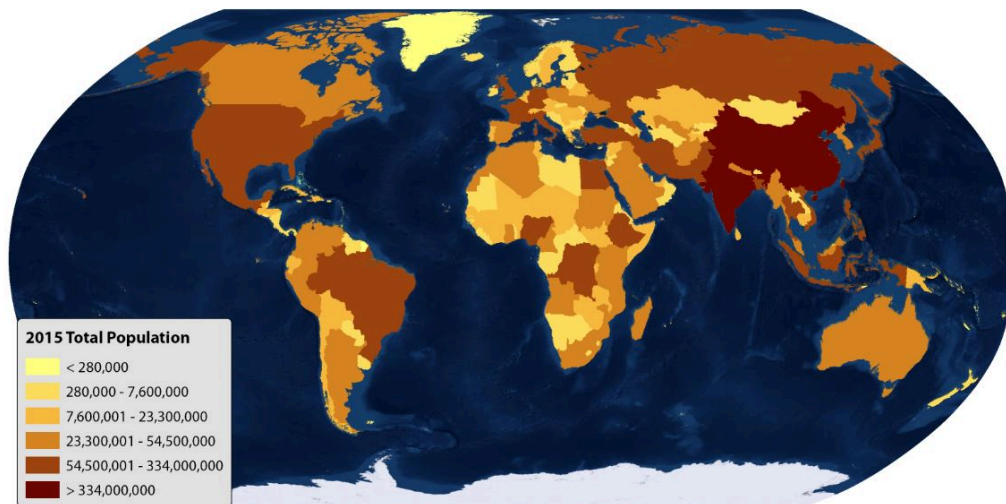 2015 Total Population
< 280,000
280,000 - 7,600,000
7,600,001 - 23,300,000
23,300,001 - 54,500,000
54,500,001 - 334,000,000
> 334,000,000